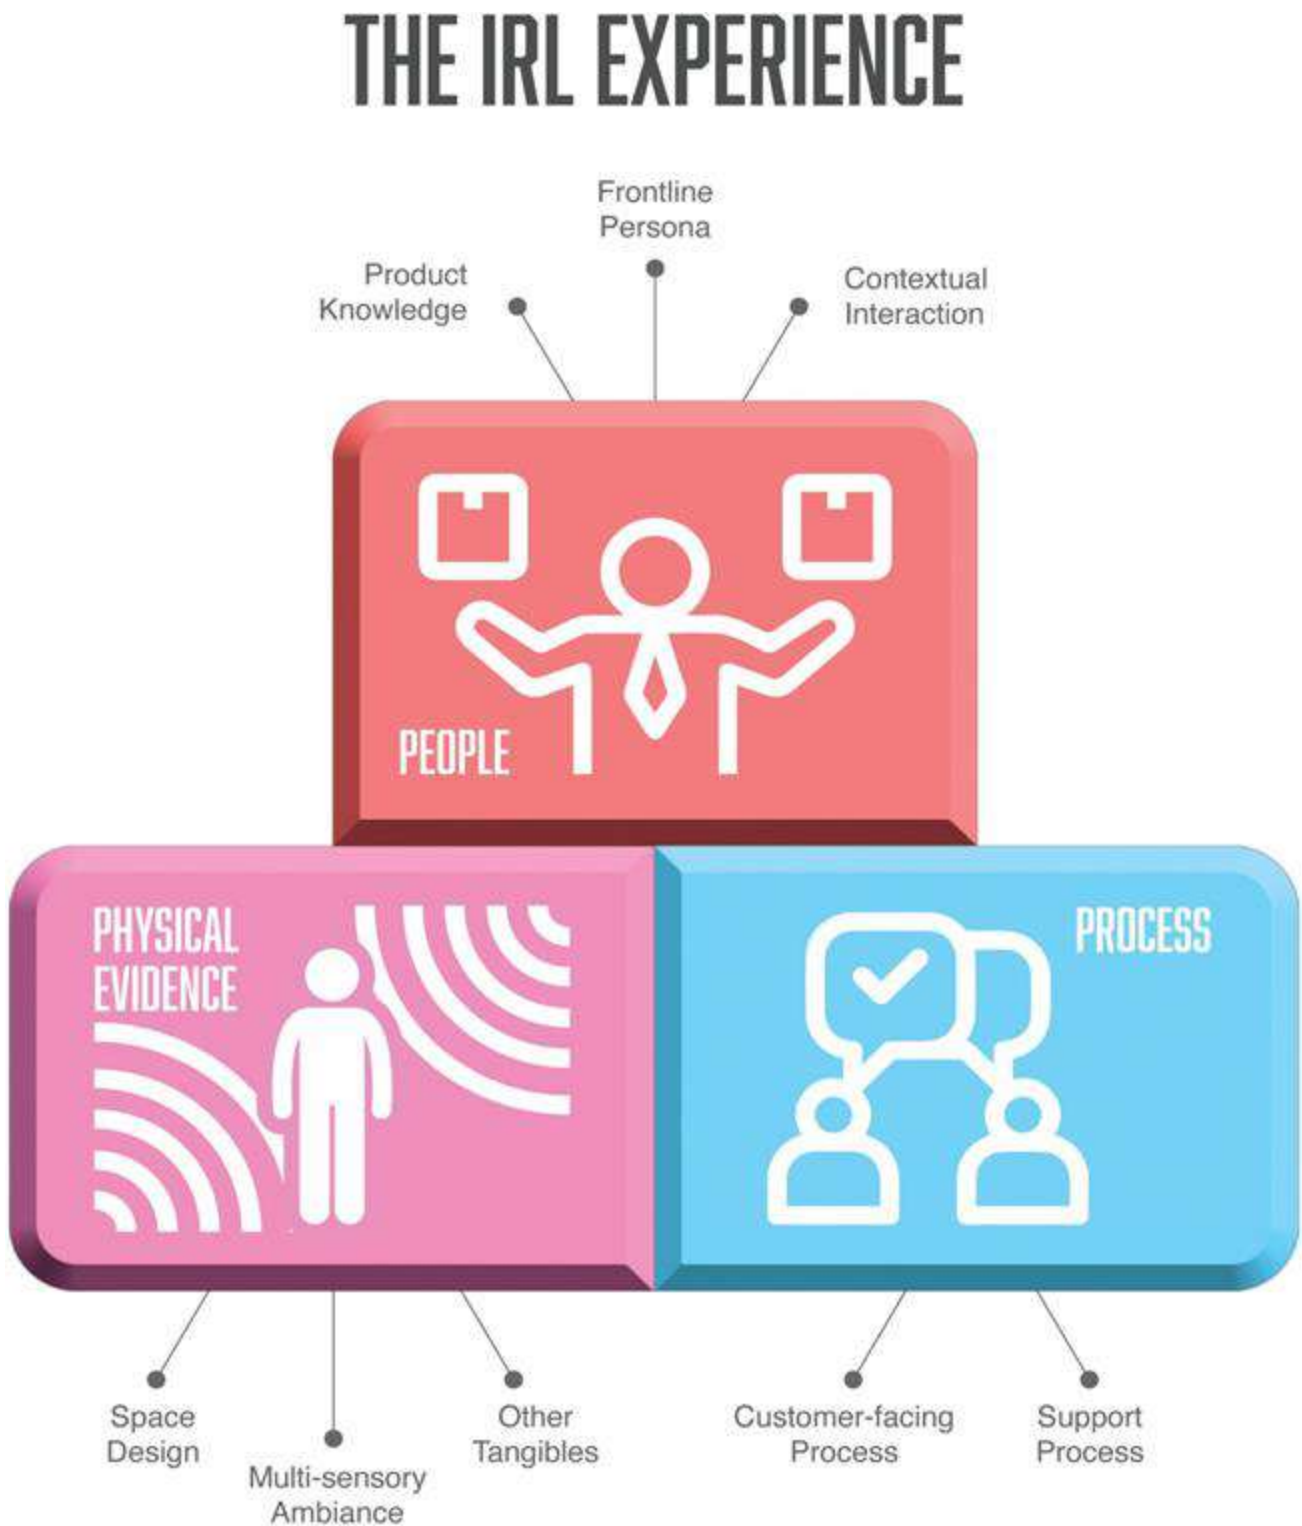 THE IRL EXPERIENCE
Frontline
Persona
Product
Knowledge
Contextual
Interaction
PEOPLE
PHYSICAL
EVIDENCE
PROCESS
Space
Design
Multi-sensory
Ambiance
Other
Tangibles
Customer-facing
Process
Support
Process